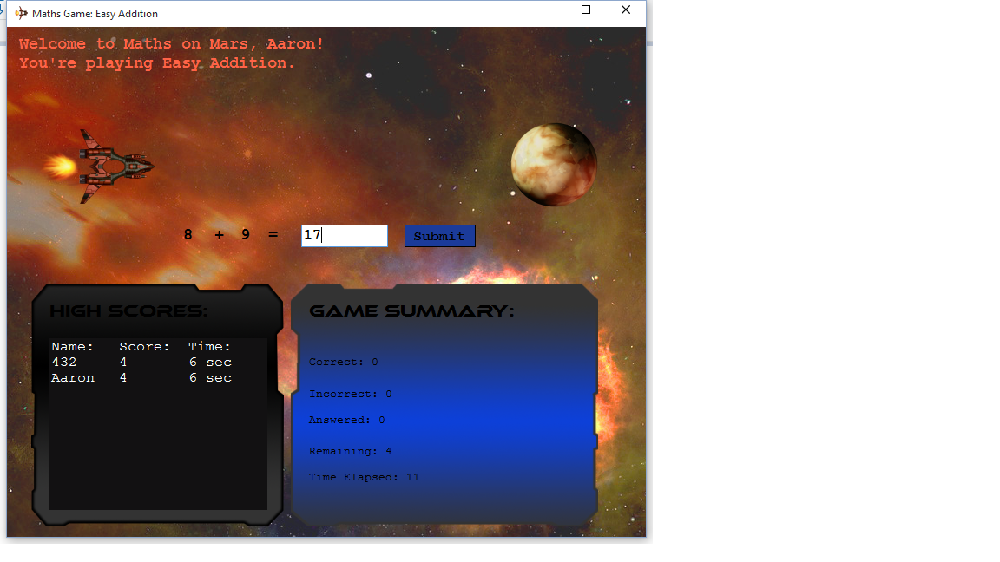 Maths Game: Easy Addition
Welcome to Maths on Mars, Aaron!
You're playing Easy Addition.
8 + 9 = 17 Submit
HIGH SCORES:
Name: Score: Time:
432 4 6 sec
Aaron 4 6 sec
GAME SUMMARY:
Correct: 0
Incorrect: 0
Answered: 0
Remaining: 4
Time Elapsed: 11